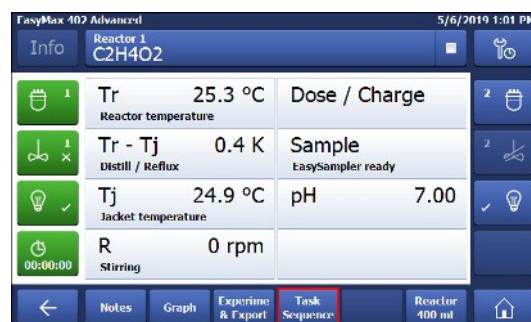 EasyMax 402 Advanced 5/6/2019 1:01 PM
Info
Reactor 1
C2H4O2
1
Tr 25.3 °C
Reactor temperature
Dose / Charge
2
1
Tr - Tj 0.4 K
Distill / Reflux
Sample
EasySampler ready
2
Tj 24.9 °C
Jacket temperature
pH 7.00
00:00:00
R 0 rpm
Stirring
Notes
Graph
Experime
& Export
Task
Sequence
Reactor
400 ml